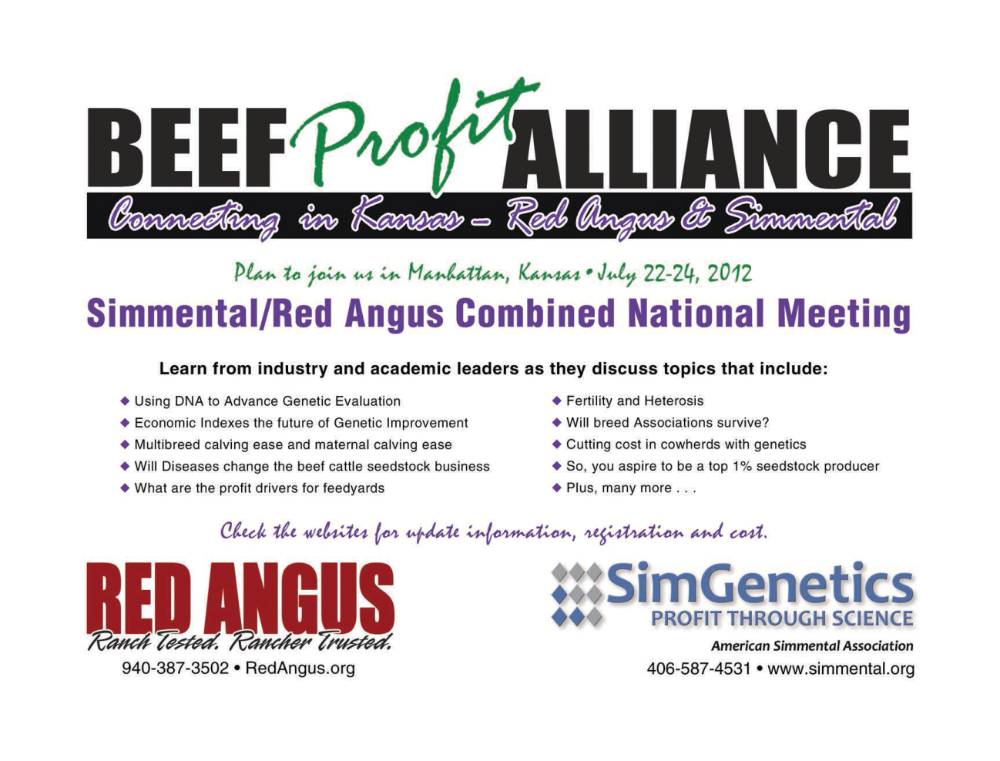 BEEF Profit ALLIANCE
Connecting in Kansas – Red Angus & Simmental
Plan to join us in Manhattan, Kansas • July 22-24, 2012
Simmental/Red Angus Combined National Meeting
Learn from industry and academic leaders as they discuss topics that include:
◆ Using DNA to Advance Genetic Evaluation
◆ Economic Indexes the future of Genetic Improvement
◆ Multibreed calving ease and maternal calving ease
◆ Will Diseases change the beef cattle seedstock business
◆ What are the profit drivers for feedyards
◆ Fertility and Heterosis
◆ Will breed Associations survive?
◆ Cutting cost in cowherds with genetics
◆ So, you aspire to be a top 1% seedstock producer
◆ Plus, many more . . .
Check the websites for update information, registration and cost.
RED ANGUS
Ranch Tested. Rancher Trusted.
940-387-3502 • RedAngus.org
SimGenetics
PROFIT THROUGH SCIENCE
American Simmental Association
406-587-4531 • www.simmental.org